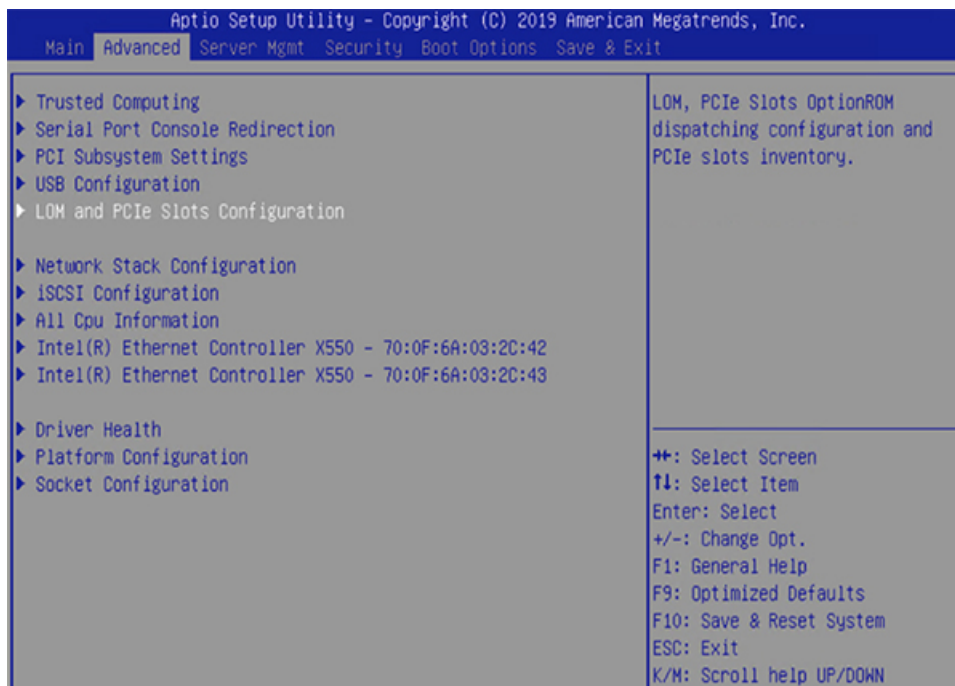 Aptio Setup Utility - Copyright (C) 2019 American Megatrends, Inc.
Main Advanced Server Mgmt Security Boot Options Save & Exit
▶ Trusted Computing
▶ Serial Port Console Redirection
▶ PCI Subsystem Settings
▶ USB Configuration
▶ LOM and PCIe Slots Configuration
▶ Network Stack Configuration
▶ iSCSI Configuration
▶ All Cpu Information
▶ Intel(R) Ethernet Controller X550 - 70:0F:6A:03:2C:42
▶ Intel(R) Ethernet Controller X550 - 70:0F:6A:03:2C:43
▶ Driver Health
▶ Platform Configuration
▶ Socket Configuration
LOM, PCIe Slots OptionROM
dispatching configuration and
PCIe slots inventory.
→←: Select Screen
↑↓: Select Item
Enter: Select
+/-: Change Opt.
F1: General Help
F9: Optimized Defaults
F10: Save & Reset System
ESC: Exit
K/M: Scroll help UP/DOWN